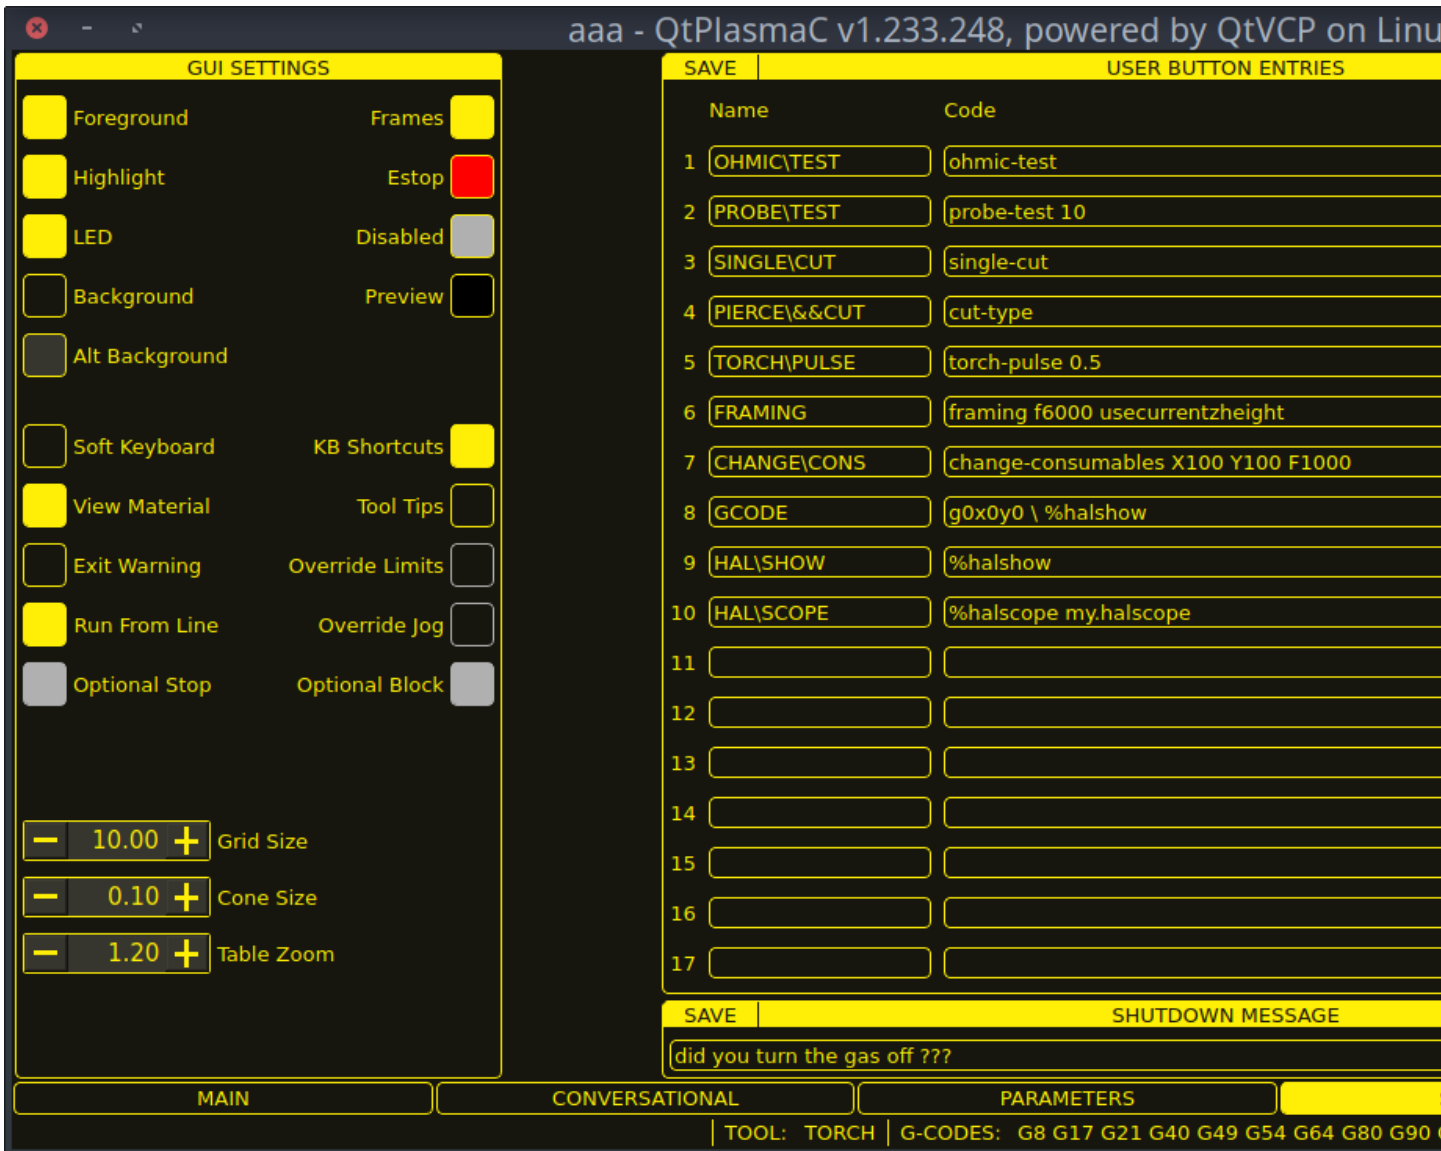 aaa - QtPlasmaC v1.233.248, powered by QtVCP on Linu
GUI SETTINGS
Foreground Frames
Highlight Estop
LED Disabled
Background Preview
Alt Background
Soft Keyboard KB Shortcuts
View Material Tool Tips
Exit Warning Override Limits
Run From Line Override Jog
Optional Stop Optional Block
10.00 Grid Size
0.10 Cone Size
1.20 Table Zoom
SAVE USER BUTTON ENTRIES
Name Code
1 OHMIC\TEST ohmic-test
2 PROBE\TEST probe-test 10
3 SINGLE\CUT single-cut
4 PIERCE\&&CUT cut-type
5 TORCH\PULSE torch-pulse 0.5
6 FRAMING framing f6000 usecurrentzheight
7 CHANGE\CONS change-consumables X100 Y100 F1000
8 GCODE g0x0y0 \ %halshow
9 HAL\SHOW %halshow
10 HAL\SCOPE %halscope my.halscope
11
12
13
14
15
16
17
SAVE SHUTDOWN MESSAGE
did you turn the gas off ???
MAIN CONVERSATIONAL PARAMETERS
TOOL: TORCH G-CODES: G8 G17 G21 G40 G49 G54 G64 G80 G90